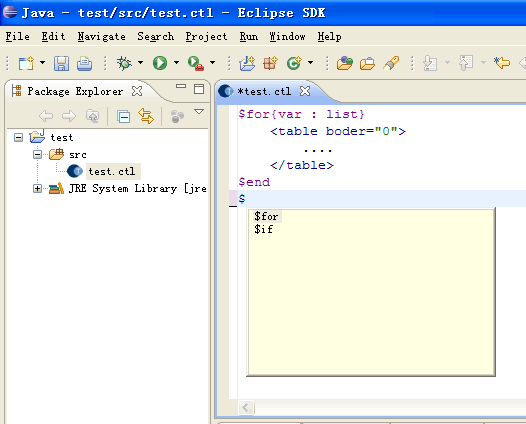 Java - test/src/test.ctl - Eclipse SDK
File Edit Navigate Search Project Run Window Help
Package Explorer
*test.ctl
test
src
test.ctl
JRE System Library [jre
$for{var : list}
<table boder="0">
....
</table>
$end
$
$for
$if